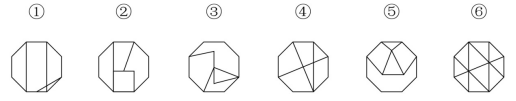 ① ② ③ ④ ⑤ ⑥